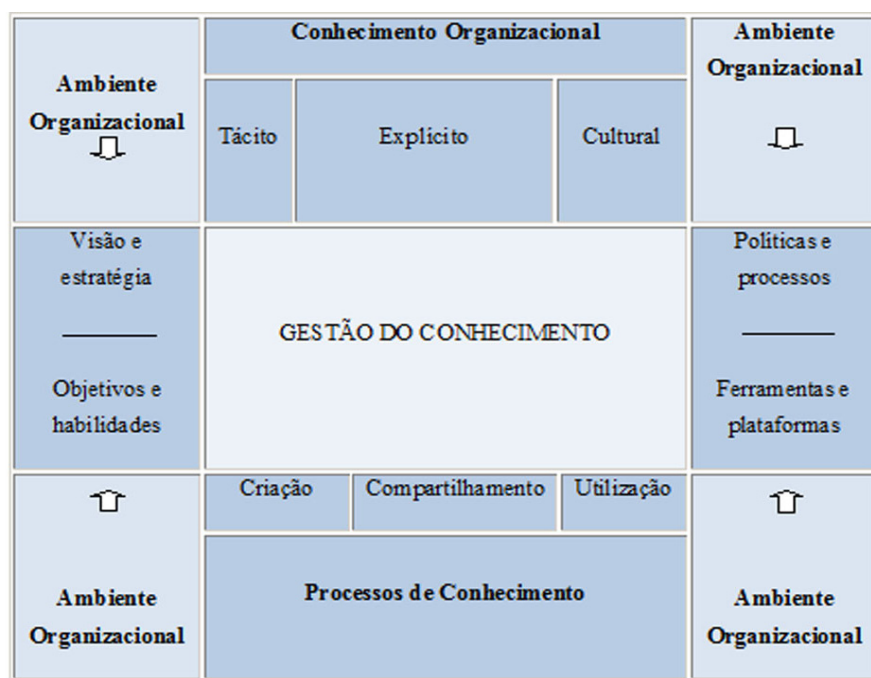 Ambiente
Organizacional
Conhecimento Organizacional
Tácito
Explícito
Cultural
Ambiente
Organizacional
Visão e
estratégia
Objetivos e
habilidades
GESTÃO DO CONHECIMENTO
Políticas e
processos
Ferramentas e
plataformas
Ambiente
Organizacional
Criação
Compartilhamento
Utilização
Processos de Conhecimento
Ambiente
Organizacional